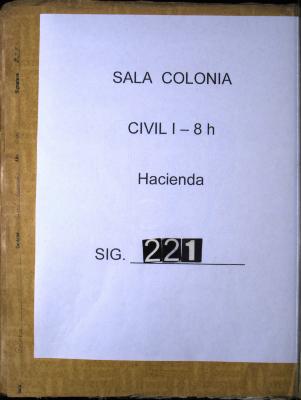 SALA COLONIA
CIVIL I – 8 h
Hacienda
SIG. 221